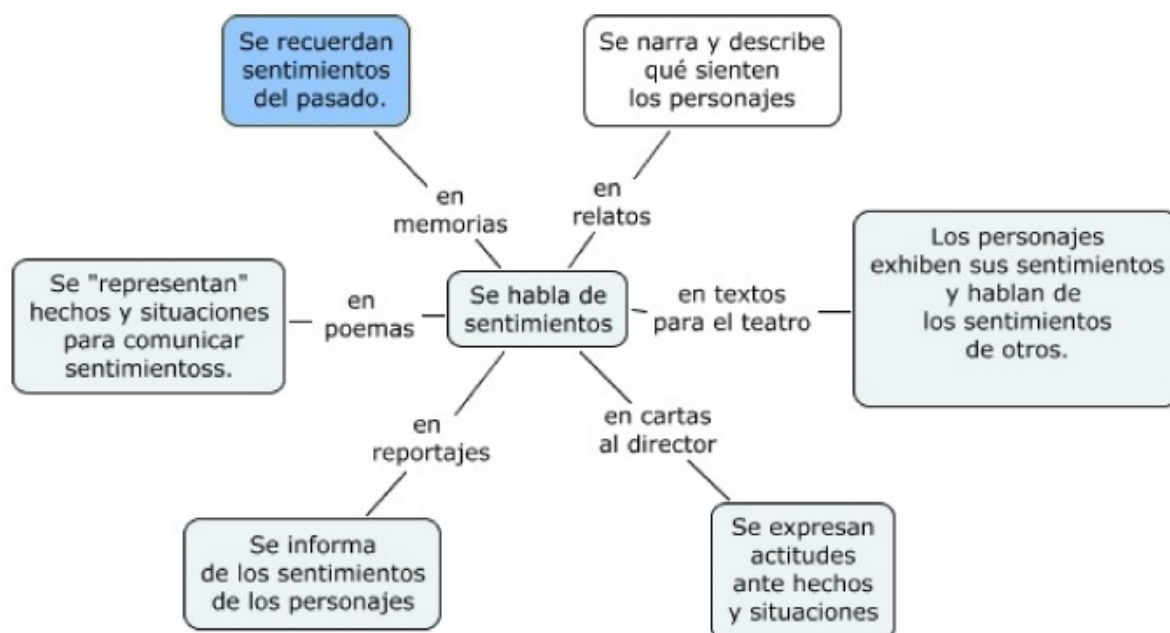 Se recuerdan
sentimientos
del pasado.
Se narra y describe
qué sienten
los personajes
en
memorias
en
relatos
Se "representan"
hechos y situaciones
para comunicar
sentimientoss.
en
poemas
Se habla de
sentimientos
en textos
para el teatro
Los personajes
exhiben sus sentimientos
y hablan de
los sentimientos
de otros.
en
reportajes
en cartas
al director
Se informa
de los sentimientos
de los personajes
Se expresan
actitudes
ante hechos
y situaciones